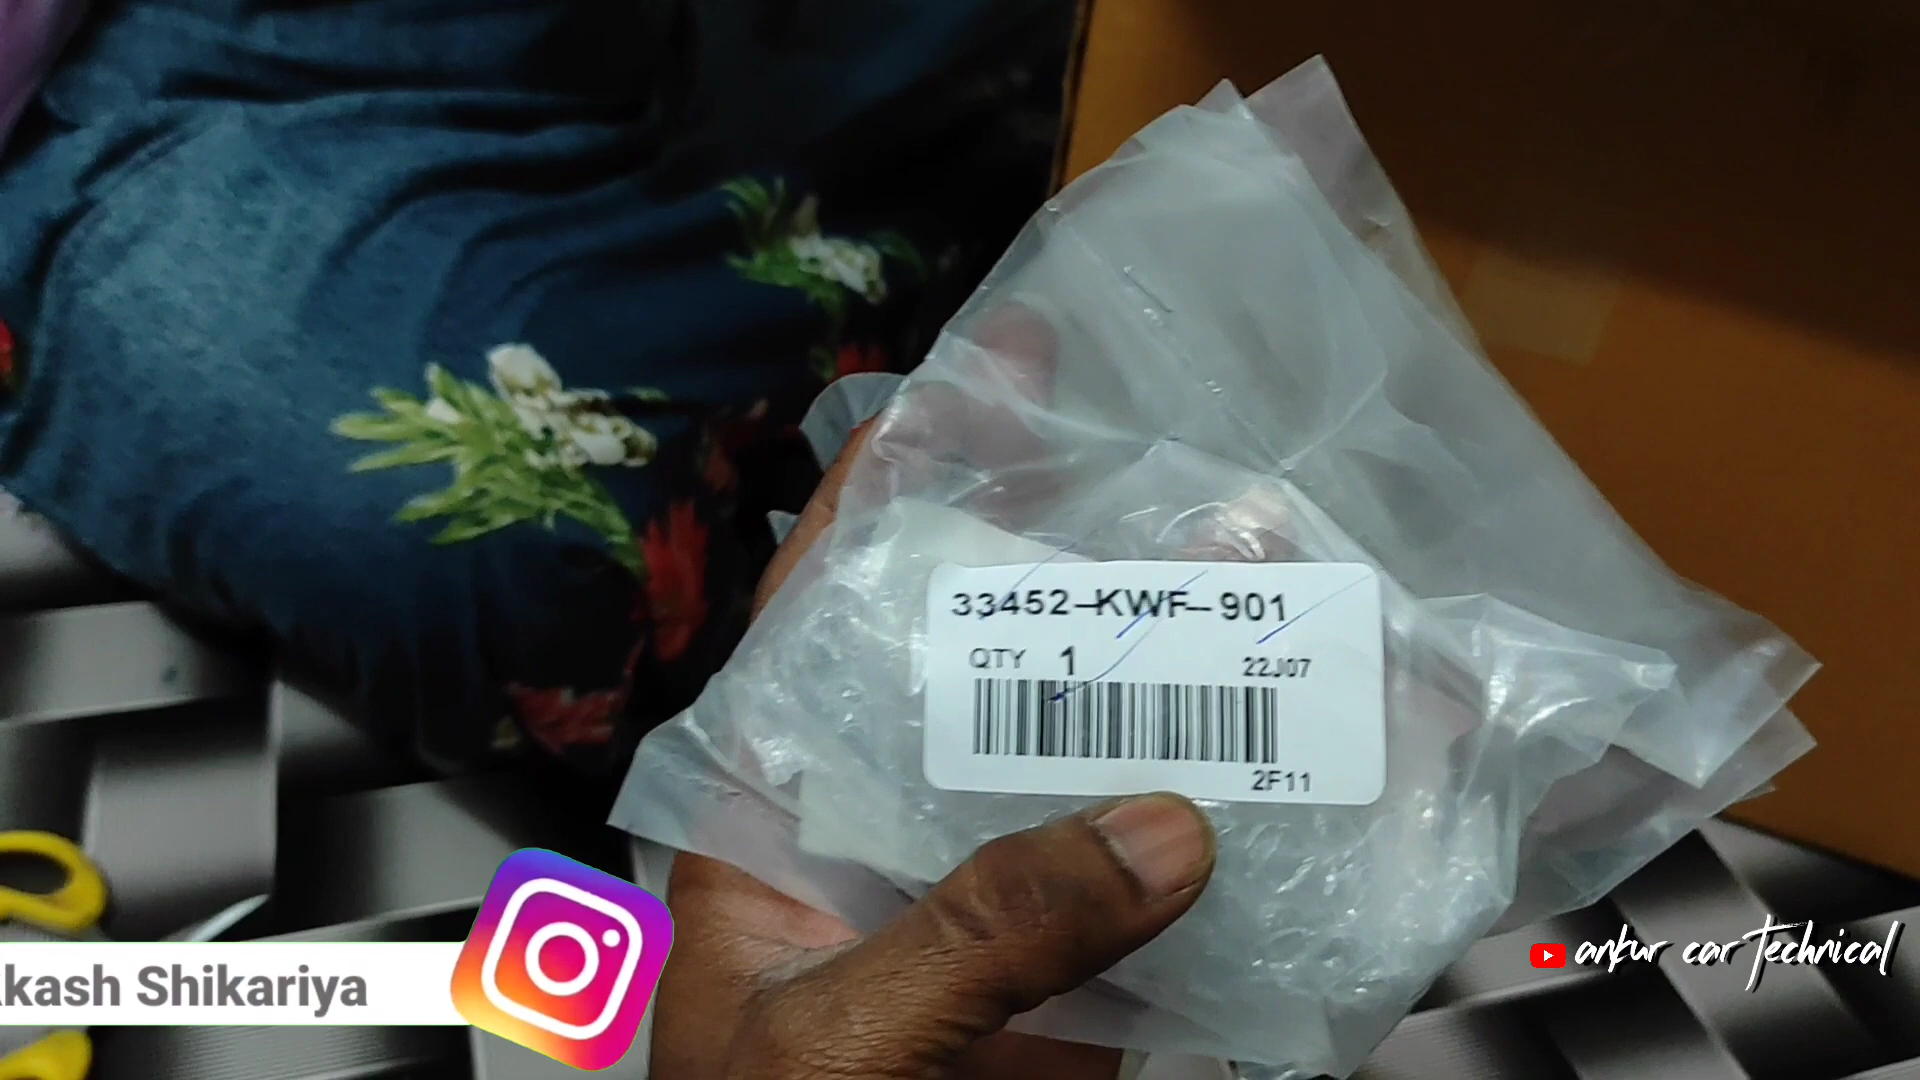 33452-KWF-901
QTY 1 22J07
2F11
kash Shikariya
ankur car Technical